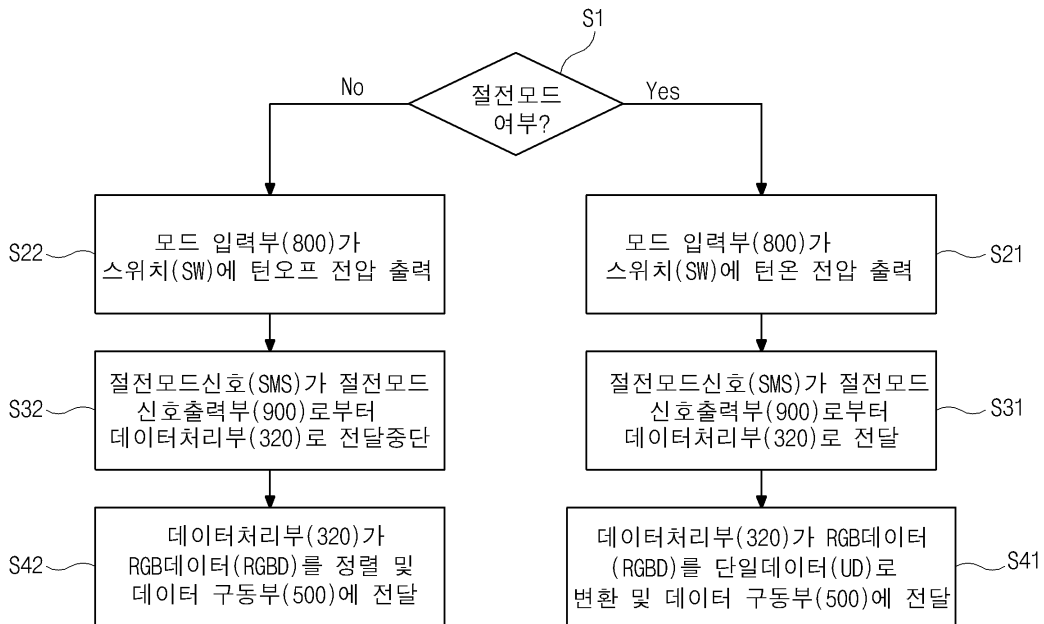 S1
절전모드
여부?
No
Yes
S22
모드 입력부(800)가
스위치(SW)에 턴오프 전압 출력
모드 입력부(800)가
스위치(SW)에 턴온 전압 출력
S21
S32
절전모드신호(SMS)가 절전모드
신호출력부(900)로부터
데이터처리부(320)로 전달중단
절전모드신호(SMS)가 절전모드
신호출력부(900)로부터
데이터처리부(320)로 전달
S31
S42
데이터처리부(320)가
RGB데이터(RGBD)를 정렬 및
데이터 구동부(500)에 전달
데이터처리부(320)가 RGB데이터
(RGBD)를 단일데이터(UD)로
변환 및 데이터 구동부(500)에 전달
S41